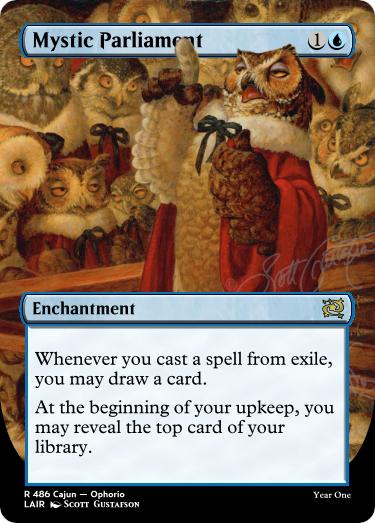 Mystic Parliament 1
Enchantment
Whenever you cast a spell from exile,
you may draw a card.
At the beginning of your upkeep, you
may reveal the top card of your
library.
R 486 Cajun — Ophorio
LAIR Scott Gustafson
Year One